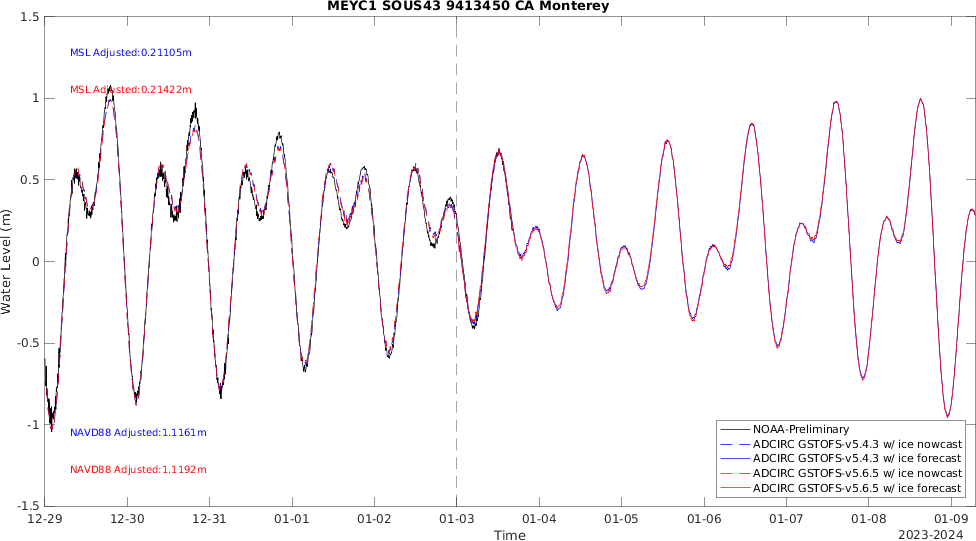 MEYC1 SOUS43 9413450 CA Monterey
1.5
MSL Adjusted:0.21105m
MSL Adjusted:0.21422m
1
0.5
0
-0.5
-1
-1.5
Water Level (m)
NAVD88 Adjusted:1.1161m
NAVD88 Adjusted:1.1192m
NOAA-Preliminary
ADCIRC GSTOFS-v5.4.3 w/ ice nowcast
ADCIRC GSTOFS-v5.4.3 w/ ice forecast
ADCIRC GSTOFS-v5.6.5 w/ ice nowcast
ADCIRC GSTOFS-v5.6.5 w/ ice forecast
12-29 12-30 12-31 01-01 01-02 01-03 01-04 01-05 01-06 01-07 01-08 01-09
Time
2023-2024